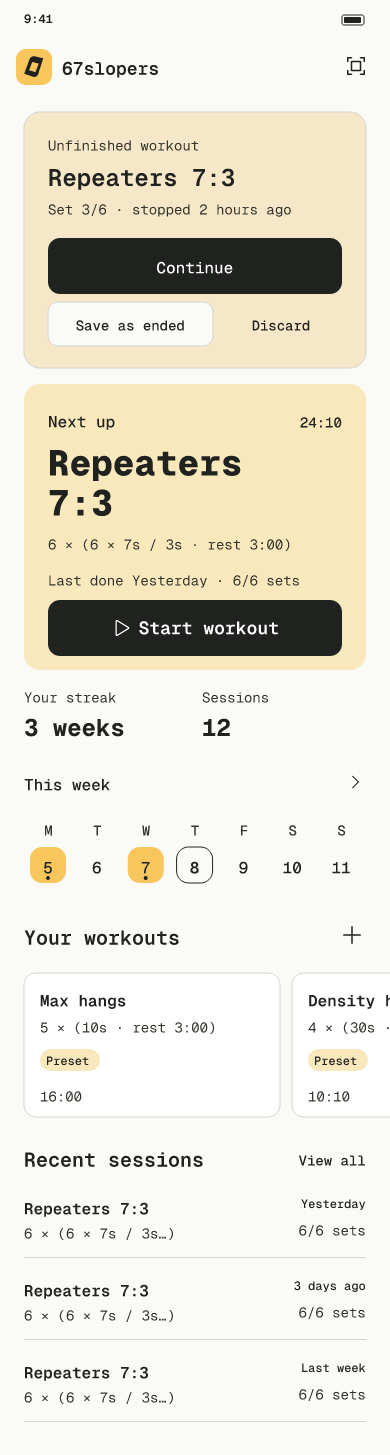 9:41
67slopers
Unfinished workout
Repeaters 7:3
Set 3/6 · stopped 2 hours ago
Continue
Save as ended
Discard
Next up
24:10
Repeaters
7:3
6 × (6 × 7s / 3s · rest 3:00)
Last done Yesterday · 6/6 sets
Start workout
Your streak
Sessions
3 weeks
12
This week
M T W T F S S
5 6 7 8 9 10 11
Your workouts
Max hangs
5 × (10s · rest 3:00)
Preset
16:00
Density h
4 × (30s ·
Preset
10:10
Recent sessions
View all
Repeaters 7:3
Yesterday
6 × (6 × 7s / 3s…)
6/6 sets
Repeaters 7:3
3 days ago
6 × (6 × 7s / 3s…)
6/6 sets
Repeaters 7:3
Last week
6 × (6 × 7s / 3s…)
6/6 sets